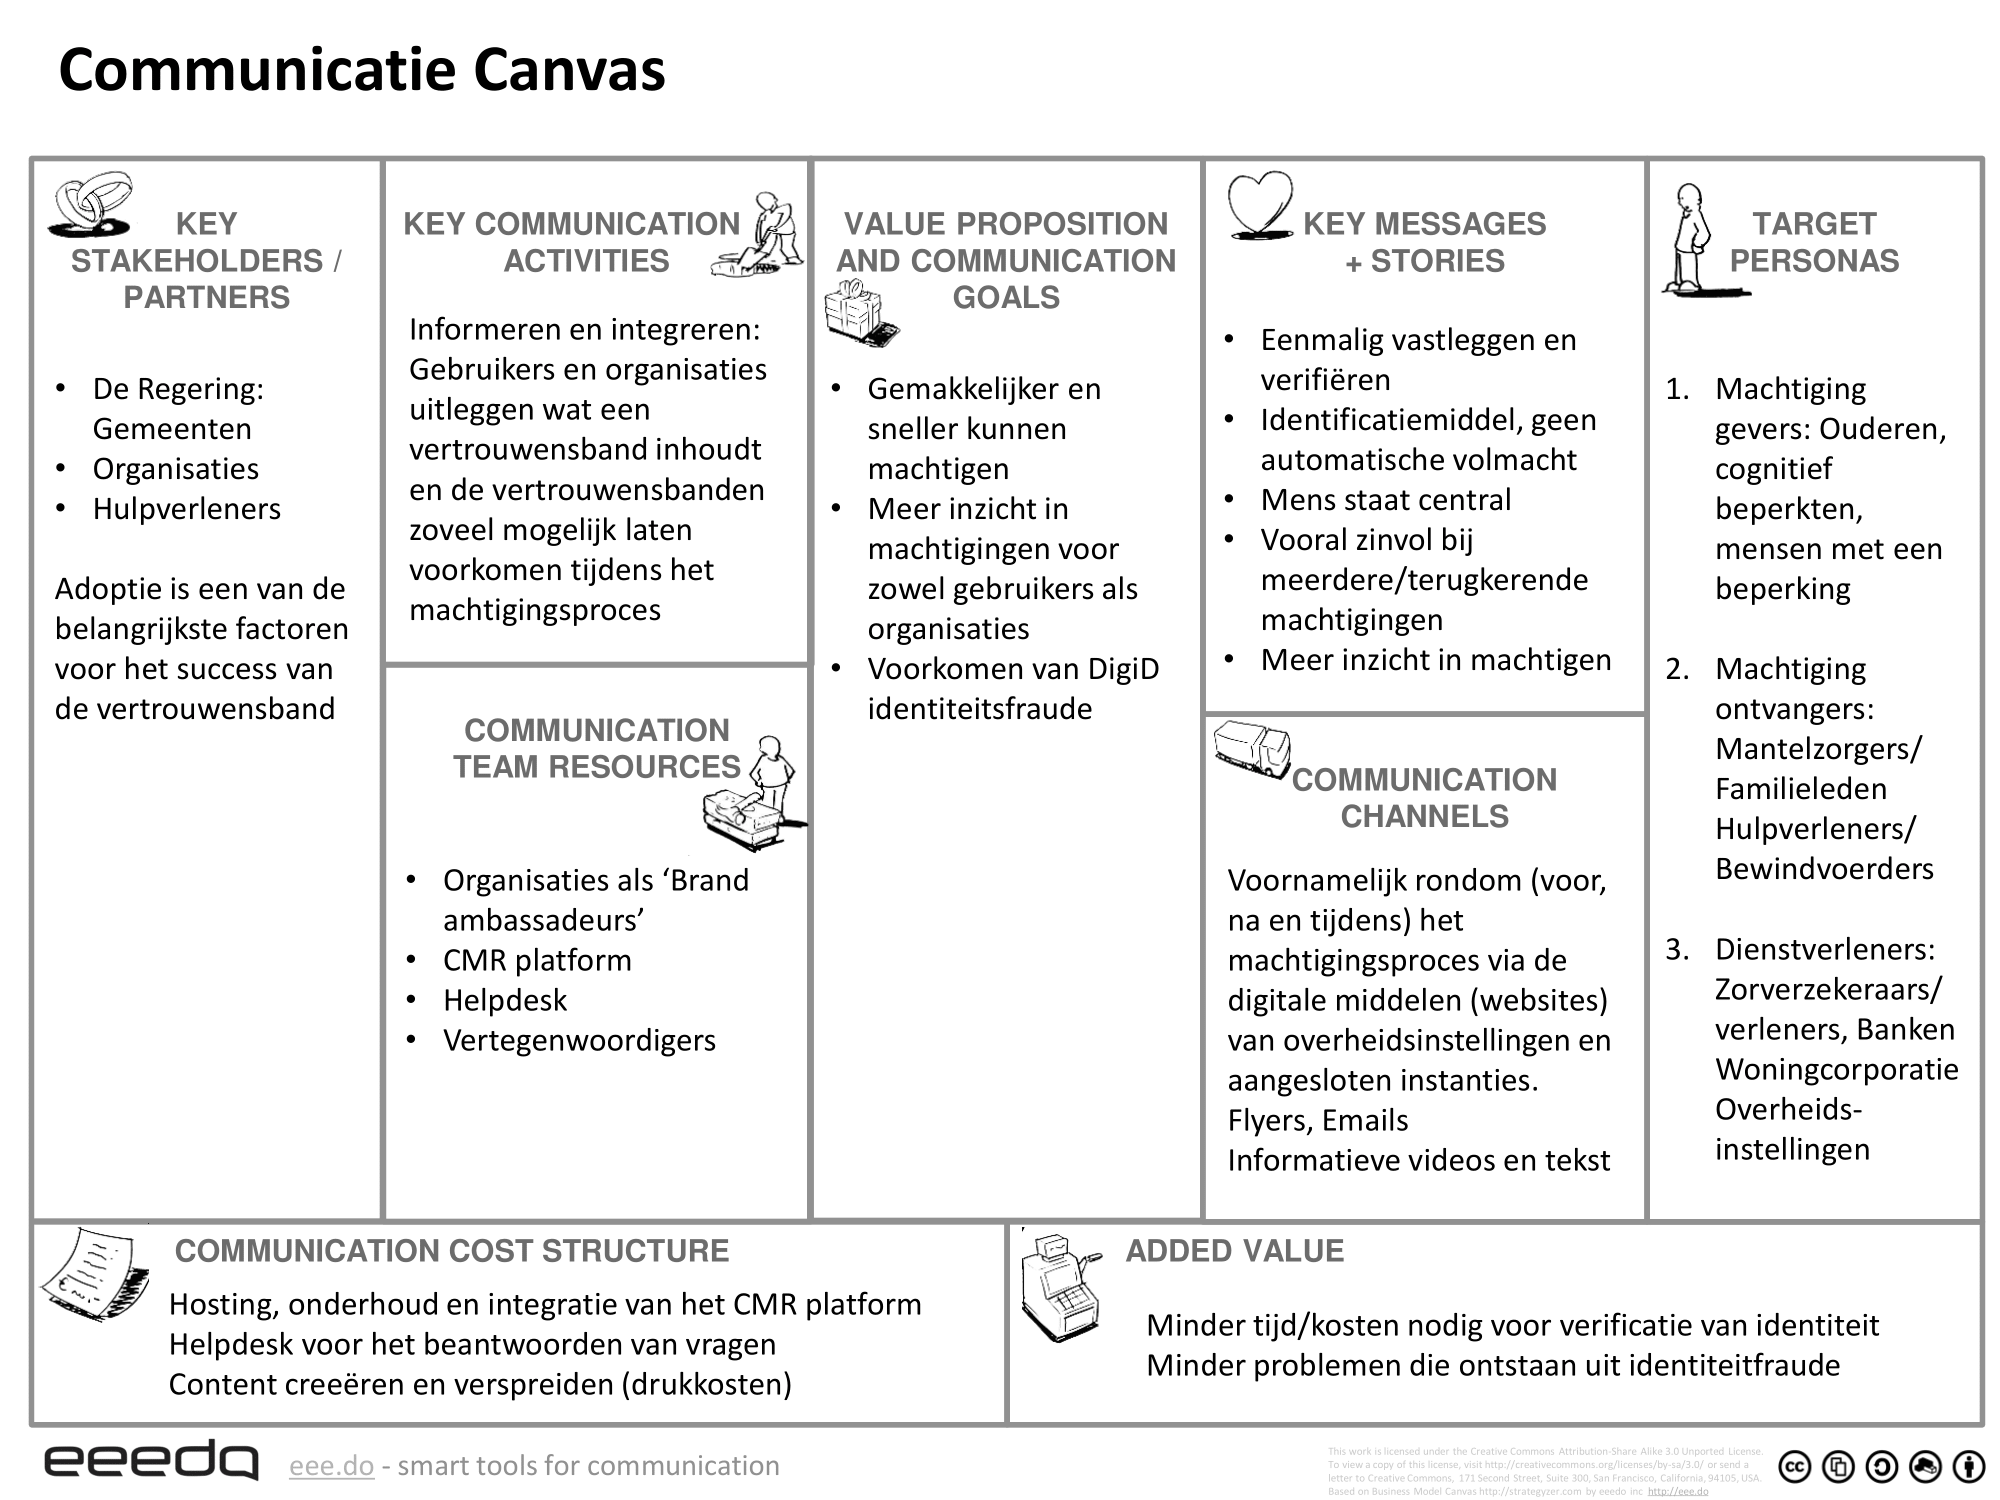 Communicatie Canvas
KEY
STAKEHOLDERS /
PARTNERS
• De Regering:
Gemeenten
• Organisaties
• Hulpverleners
Adoptie is een van de
belangrijkste factoren
voor het success van
de vertrouwensband
KEY COMMUNICATION
ACTIVITIES
Informeren en integreren:
Gebruikers en organisaties
uitleggen wat een
vertrouwensband inhoudt
en de vertrouwensbanden
zoveel mogelijk laten
voorkomen tijdens het
machtigingsproces
COMMUNICATION
TEAM RESOURCES
• Organisaties als ‘Brand
ambassadeurs’
• CMR platform
• Helpdesk
• Vertegenwoordigers
VALUE PROPOSITION
AND COMMUNICATION
GOALS
• Gemakkelijker en
sneller kunnen
machtigen
• Meer inzicht in
machtigingen voor
zowel gebruikers als
organisaties
• Voorkomen van DigiD
identiteitsfraude
KEY MESSAGES
+ STORIES
• Eenmalig vastleggen en
verifiëren
• Identificatiemiddel, geen
automatische volmacht
• Mens staat central
• Vooral zinvol bij
meerdere/terugkerende
machtigingen
• Meer inzicht in machtigen
COMMUNICATION
CHANNELS
Voornamelijk rondom (voor,
na en tijdens) het
machtigingsproces via de
digitale middelen (websites)
van overheidsinstellingen en
aangesloten instanties.
Flyers, Emails
Informatieve videos en tekst
TARGET
PERSONAS
1. Machtiging
gevers: Ouderen,
cognitief
beperkten,
mensen met een
beperking
2. Machtiging
ontvangers:
Mantelzorgers/
Familieleden
Hulpverleners/
Bewindvoerders
3. Dienstverleners:
Zorverzekeraars/
verleners, Banken
Woningcorporatie
Overheids-
instellingen
COMMUNICATION COST STRUCTURE
Hosting, onderhoud en integratie van het CMR platform
Helpdesk voor het beantwoorden van vragen
Content creeëren en verspreiden (drukkosten)
ADDED VALUE
Minder tijd/kosten nodig voor verificatie van identiteit
Minder problemen die ontstaan uit identiteitfraude
eeedo
eee.do - smart tools for communication
This work is licensed under the Creative Commons Attribution-Share Alike 3.0 Unported License.
To view a copy of this license, visit http://creativecommons.org/licenses/by-sa/3.0/ or send a
letter to Creative Commons, 171 Second Street, Suite 300, San Francisco, California, 94105, USA.
Based on Business Model Canvas http://strategyzer.com by eeedo inc http://eee.do
cc